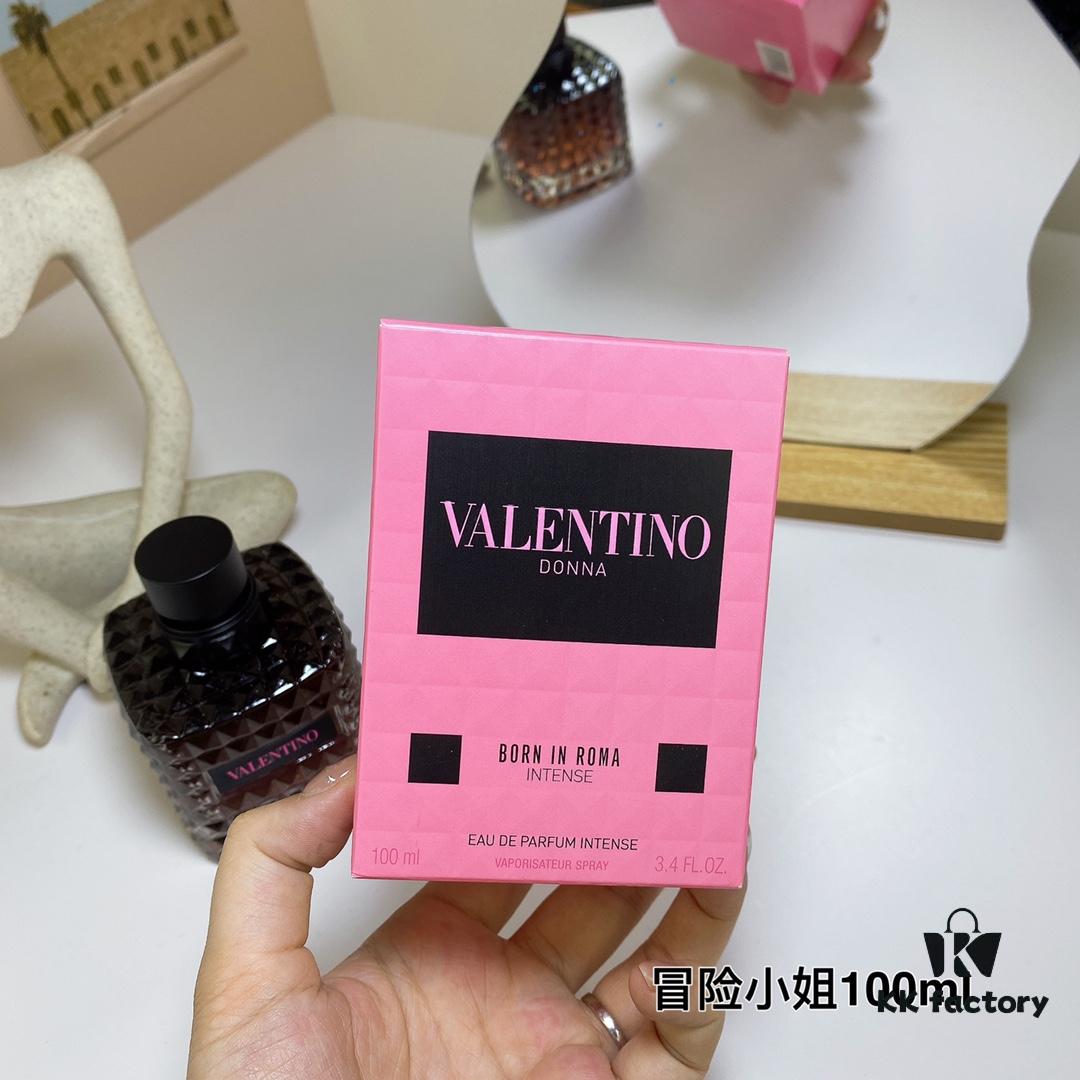 VALENTINO
DONNA
VALENTINO
BORN IN ROMA
INTENSE
EAU DE PARFUM INTENSE
100 ml
VAPORISATEUR SPRAY
3,4 FL.OZ.
冒险小姐100ml
KK factory